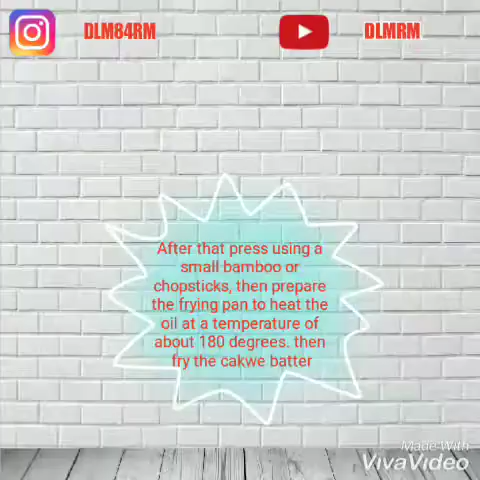 DLM84RM
DLMRM
After that press using a
small bamboo or
chopsticks, then prepare
the frying pan to heat the
oil at a temperature of
about 180 degrees. then
fry the cakwe batter
Made With
VivaVideo